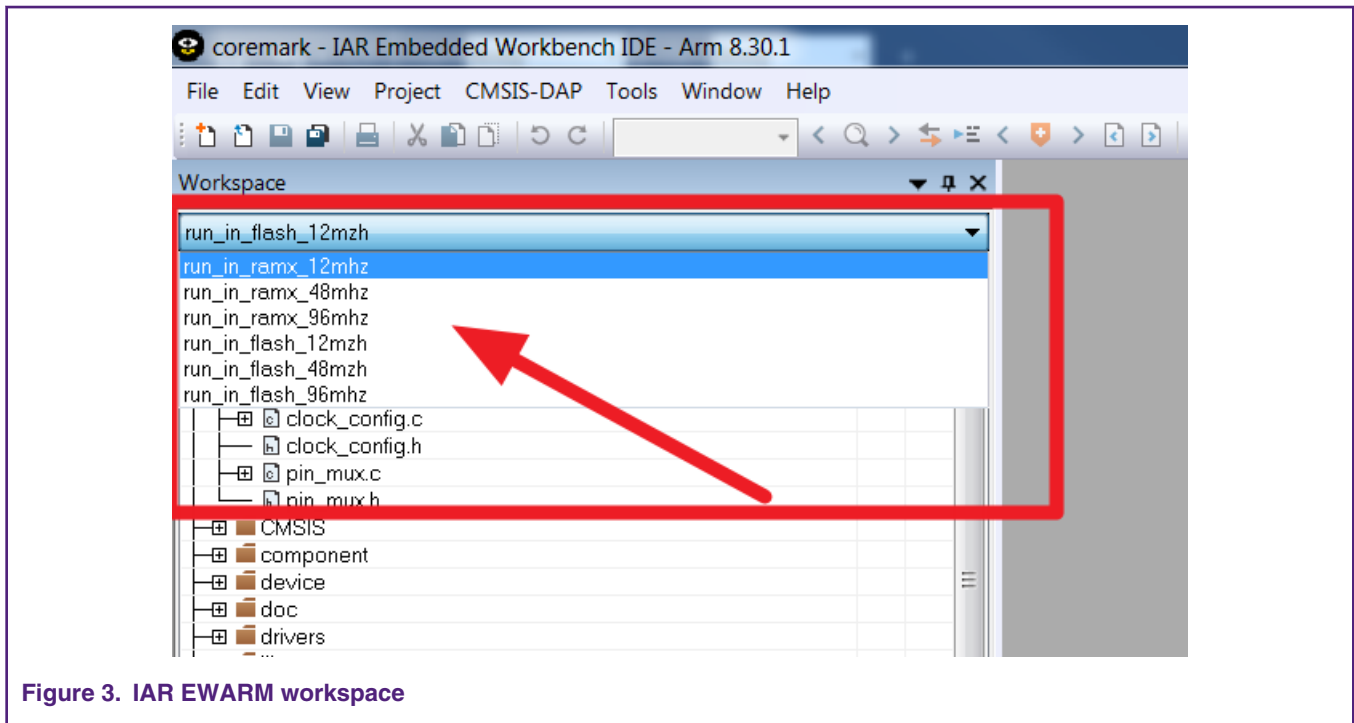 coremark - IAR Embedded Workbench IDE - Arm 8.30.1
File Edit View Project CMSIS-DAP Tools Window Help
Workspace
run_in_flash_12mzh
run_in_ramx_12mhz
run_in_ramx_48mhz
run_in_ramx_96mhz
run_in_flash_12mzh
run_in_flash_48mzh
run_in_flash_96mhz
clock_config.c
clock_config.h
pin_mux.c
pin_mux.h
CMSIS
component
device
doc
drivers
Figure 3. IAR EWARM workspace